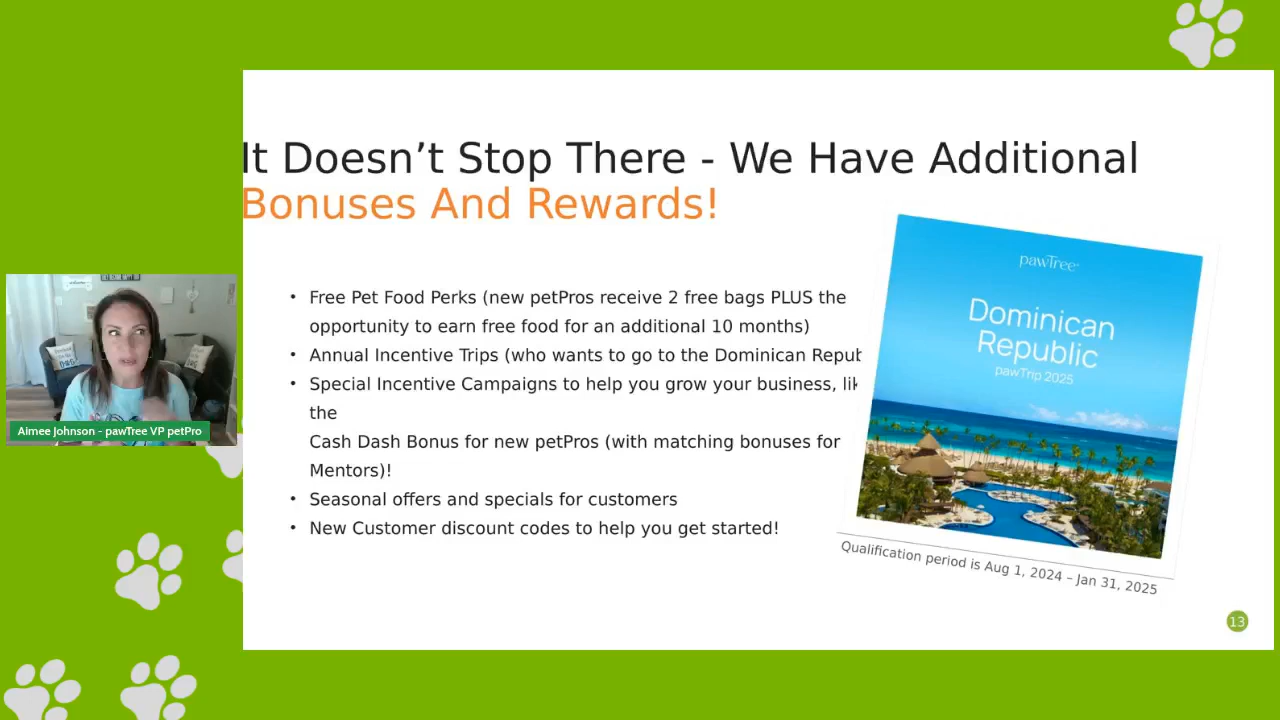 It Doesn’t Stop There - We Have Additional
Bonuses And Rewards!
• Free Pet Food Perks (new petPros receive 2 free bags PLUS the
opportunity to earn free food for an additional 10 months)
• Annual Incentive Trips (who wants to go to the Dominican Repub
• Special Incentive Campaigns to help you grow your business, lik
the
Cash Dash Bonus for new petPros (with matching bonuses for
Mentors)!
• Seasonal offers and specials for customers
• New Customer discount codes to help you get started!
pawTree
Dominican
Republic
pawTrip 2025
Qualification period is Aug 1, 2024 – Jan 31, 2025
Aimee Johnson - pawTree VP petPro
13